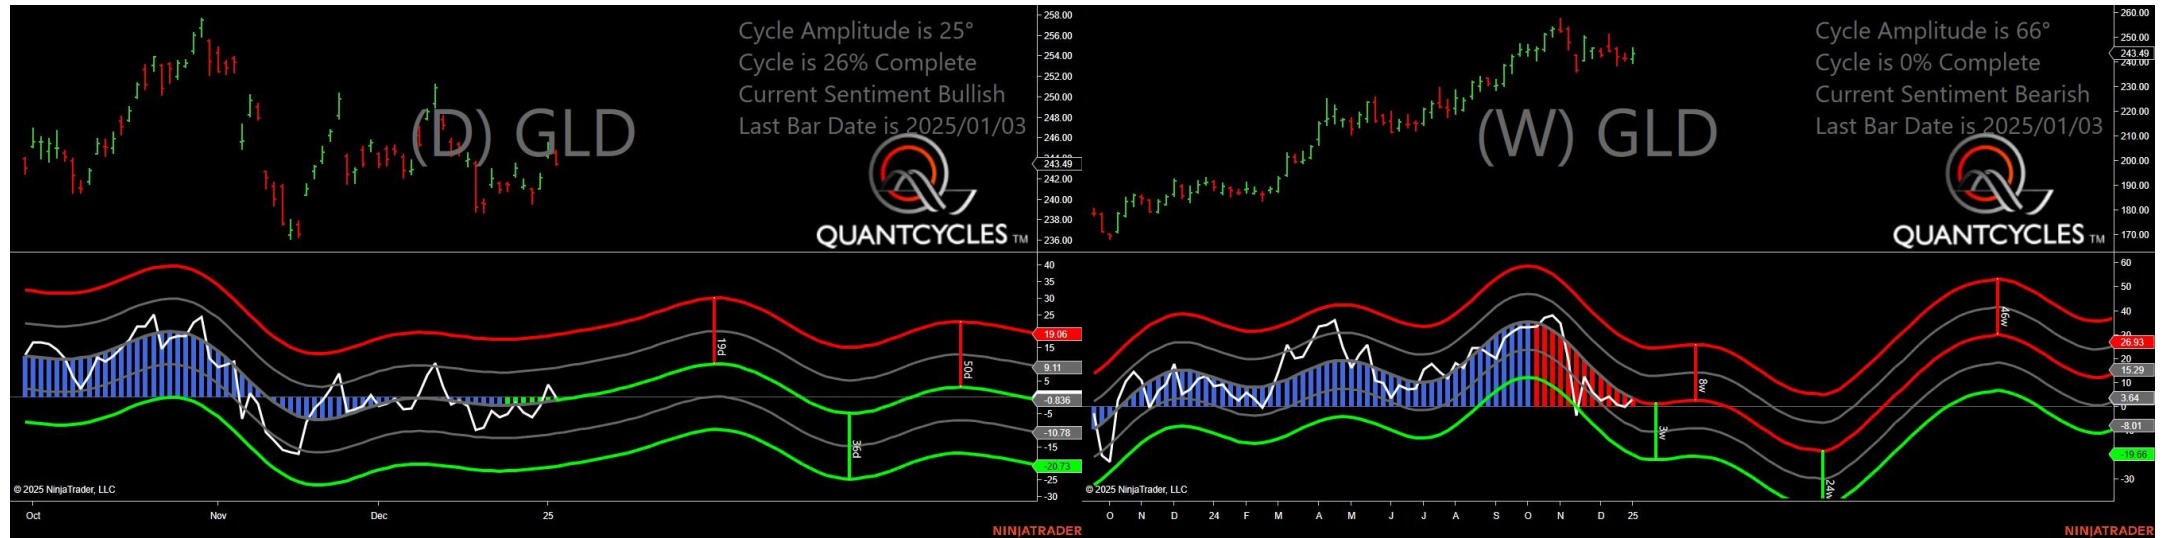 Cycle Amplitude is 25°
Cycle is 26% Complete
Current Sentiment Bullish
Last Bar Date is 2025/01/03
(D) GLD
QUANTCYCLES TM
258.00
256.00
254.00
252.00
250.00
248.00
246.00
243.49
242.00
240.00
238.00
236.00
40
35
30
25
19.06
15
9.11
5
-0.836
-5
-10.78
-15
-20.73
-25
-30
19d
36d
50d
© 2025 NinjaTrader, LLC
Oct Nov Dec 25
NINJATRADER
Cycle Amplitude is 66°
Cycle is 0% Complete
Current Sentiment Bearish
Last Bar Date is 2025/01/03
(W) GLD
QUANTCYCLES TM
260.00
250.00
243.49
240.00
230.00
220.00
210.00
200.00
190.00
180.00
170.00
60
50
40
30
26.93
20
15.29
10
3.64
0
-8.01
-19.66
-30
3w
8w
24w
46w
© 2025 NinjaTrader, LLC
O N D 24 F M A M J J A S O N D 25
NINJATRADER